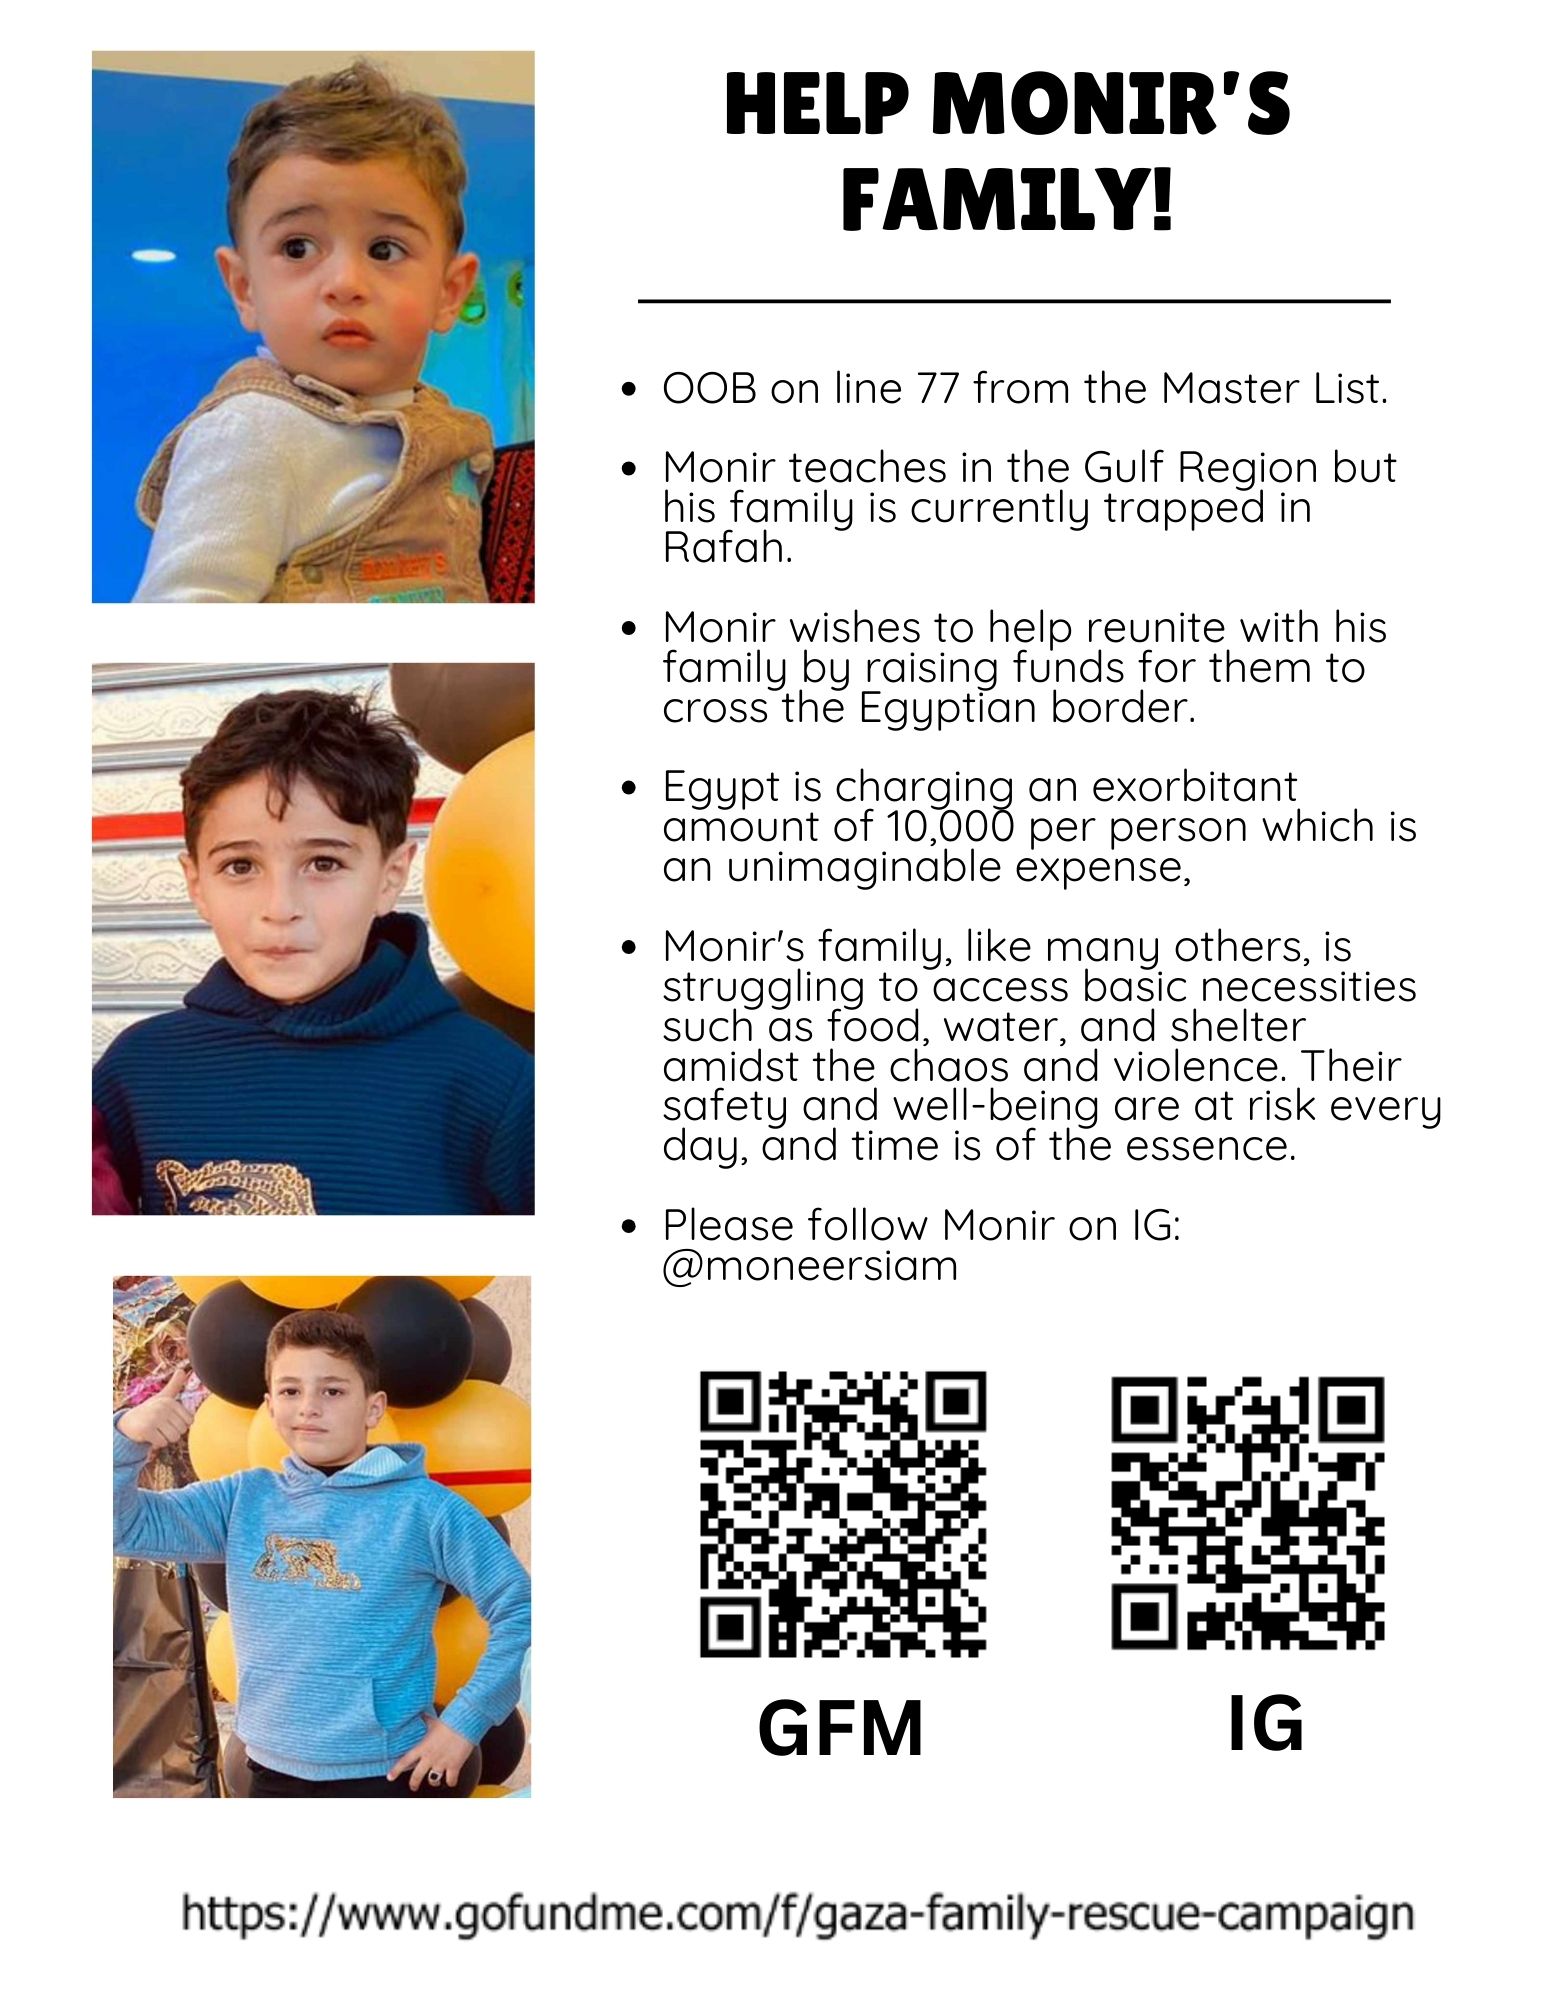 HELP MONIR'S
FAMILY!
• OOB on line 77 from the Master List.
• Monir teaches in the Gulf Region but
his family is currently trapped in
Rafah.
• Monir wishes to help reunite with his
family by raising funds for them to
cross the Egyptian border.
• Egypt is charging an exorbitant
amount of 10,000 per person which is
an unimaginable expense,
• Monir's family, like many others, is
struggling to access basic necessities
such as food, water, and shelter
amidst the chaos and violence. Their
safety and well-being are at risk every
day, and time is of the essence.
• Please follow Monir on IG:
@moneersiam
GFM
IG
https://www.gofundme.com/f/gaza-family-rescue-campaign